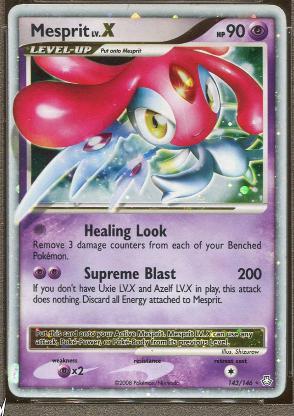 Mesprit LV.X HP 90
LEVEL-UP Put onto Mesprit
Healing Look
Remove 3 damage counters from each of your Benched
Pokémon.
Supreme Blast 200
If you don't have Uxie LV.X and Azelf LV.X in play, this attack
does nothing. Discard all Energy attached to Mesprit.
Put this card onto your Active Mesprit. Mesprit LV.X can use any
attack, Poké-Power, or Poké-Body from its previous Level.
Illus. Shizurow
weakness resistance retreat cost
×2
©2008 Pokémon/Nintendo 143/146